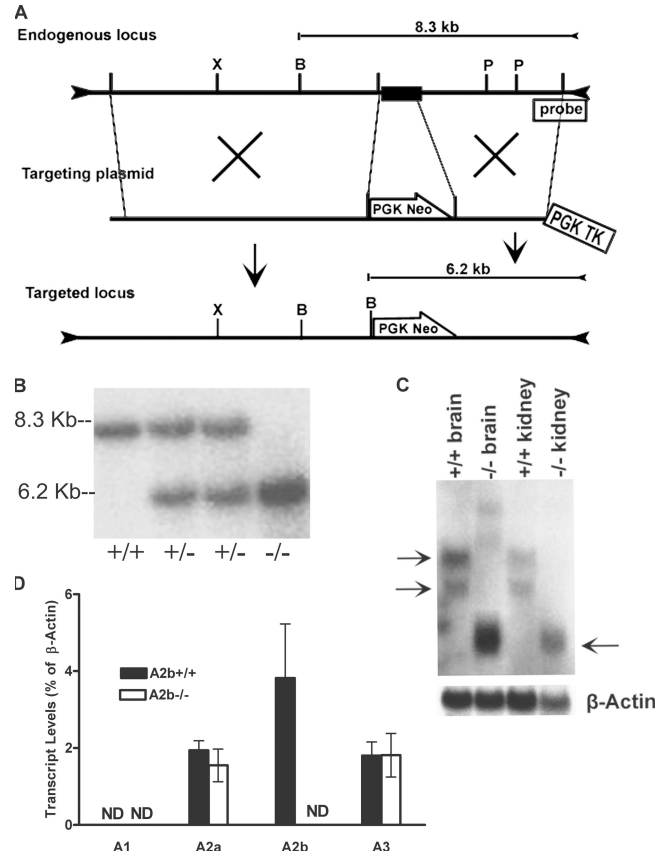 A
Endogenous locus
8.3 kb
X B P P
probe
Targeting plasmid
PGK Neo
PGK TK
6.2 kb
Targeted locus
X B B
PGK Neo
B
8.3 Kb--
6.2 Kb--
+/+ +/- +/- -/-
C
+/+ brain
-/- brain
+/+ kidney
-/- kidney
β-Actin
D
Transcript Levels (% of β-Actin)
6
4
2
0
A2b+/+
A2b-/-
ND ND ND
A1 A2a A2b A3